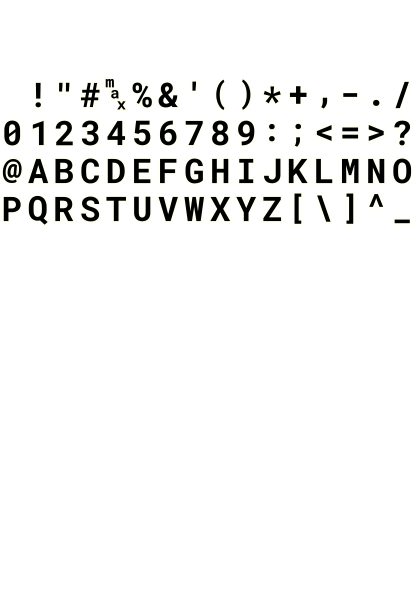 !"#max%&'()*+,-./
0123456789:;<=>?
@ABCDEFGHIJKLMNO
PQRSTUVWXYZ[\]^_